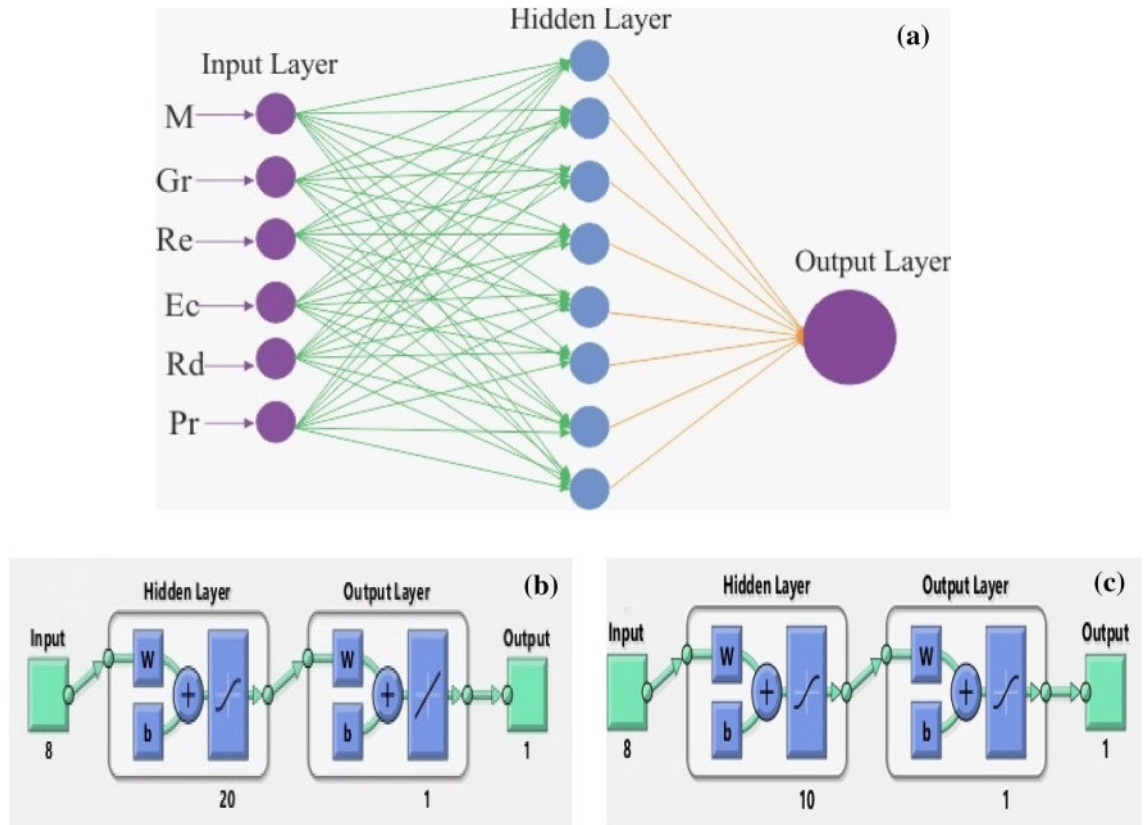 Hidden Layer
(a)
Input Layer
M
Gr
Re
Ec
Rd
Pr
Output Layer
Hidden Layer
Output Layer
(b)
Input
W
b
+
W
b
+
Output
8
20
1
1
Hidden Layer
Output Layer
(c)
Input
W
b
+
W
b
+
Output
8
10
1
1